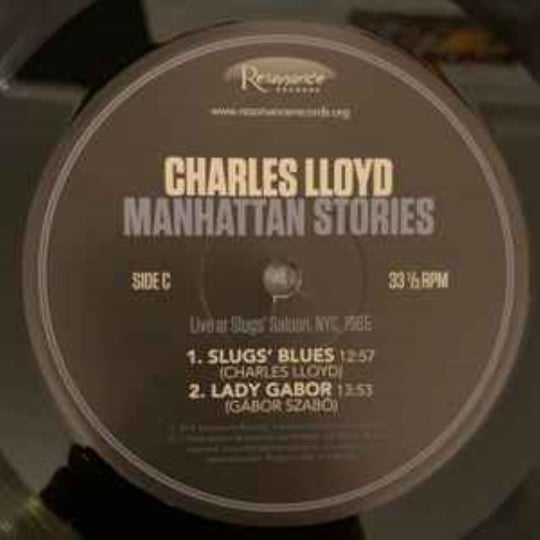 Resonance
RECORDS
www.resonancerecords.org
CHARLES LLOYD
MANHATTAN STORIES
SIDE C
33 ⅓ RPM
Live at Slugs' Saloon, NYC, 1965
1. SLUGS' BLUES 12:57
(CHARLES LLOYD)
2. LADY GABOR 13:53
(GÁBOR SZABÓ)